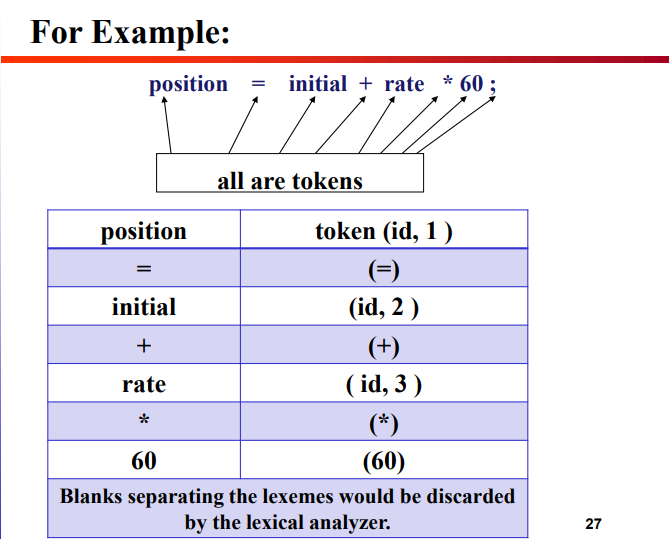 For Example:
position = initial + rate * 60 ;
all are tokens
position token (id, 1 )
= (=)
initial (id, 2 )
+ (+)
rate ( id, 3 )
* (*)
60 (60)
Blanks separating the lexemes would be discarded
by the lexical analyzer.
27